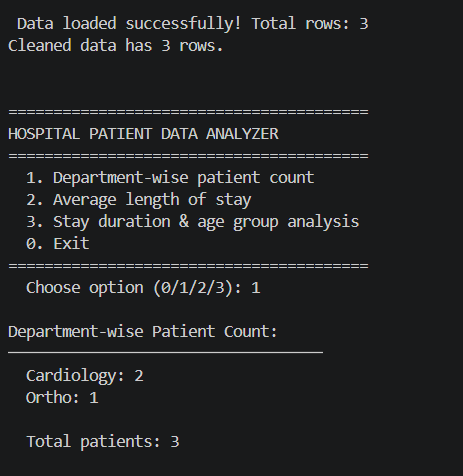 Data loaded successfully! Total rows: 3
Cleaned data has 3 rows.
========================================
HOSPITAL PATIENT DATA ANALYZER
========================================
1. Department-wise patient count
2. Average length of stay
3. Stay duration & age group analysis
0. Exit
========================================
Choose option (0/1/2/3): 1
Department-wise Patient Count:
───────────────────────────────────
Cardiology: 2
Ortho: 1
Total patients: 3